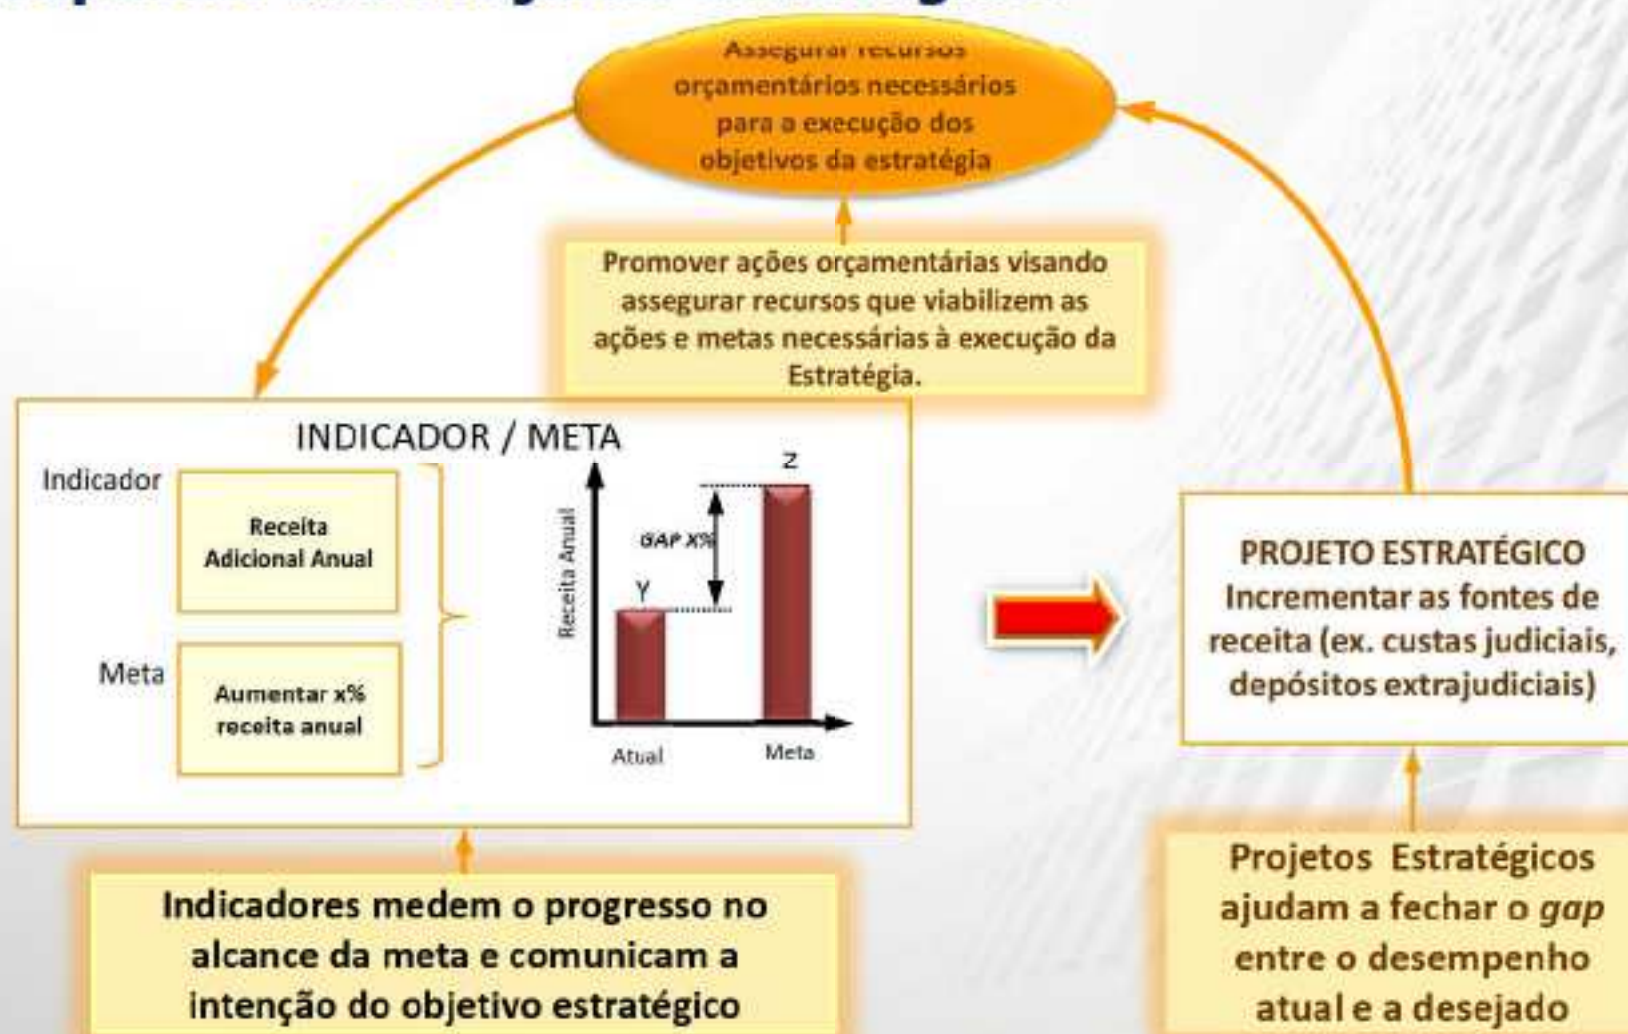 Assegurar recursos
orçamentários necessários
para a execução dos
objetivos da estratégia
Promover ações orçamentárias visando
assegurar recursos que viabilizem as
ações e metas necessárias à execução da
Estratégia.
INDICADOR / META
Indicador
Receita
Adicional Anual
Meta
Aumentar x%
receita anual
Receita Anual
Z
GAP X%
Y
Atual
Meta
PROJETO ESTRATÉGICO
Incrementar as fontes de
receita (ex. custas judiciais,
depósitos extrajudiciais)
Indicadores medem o progresso no
alcance da meta e comunicam a
intenção do objetivo estratégico
Projetos Estratégicos
ajudam a fechar o gap
entre o desempenho
atual e a desejado